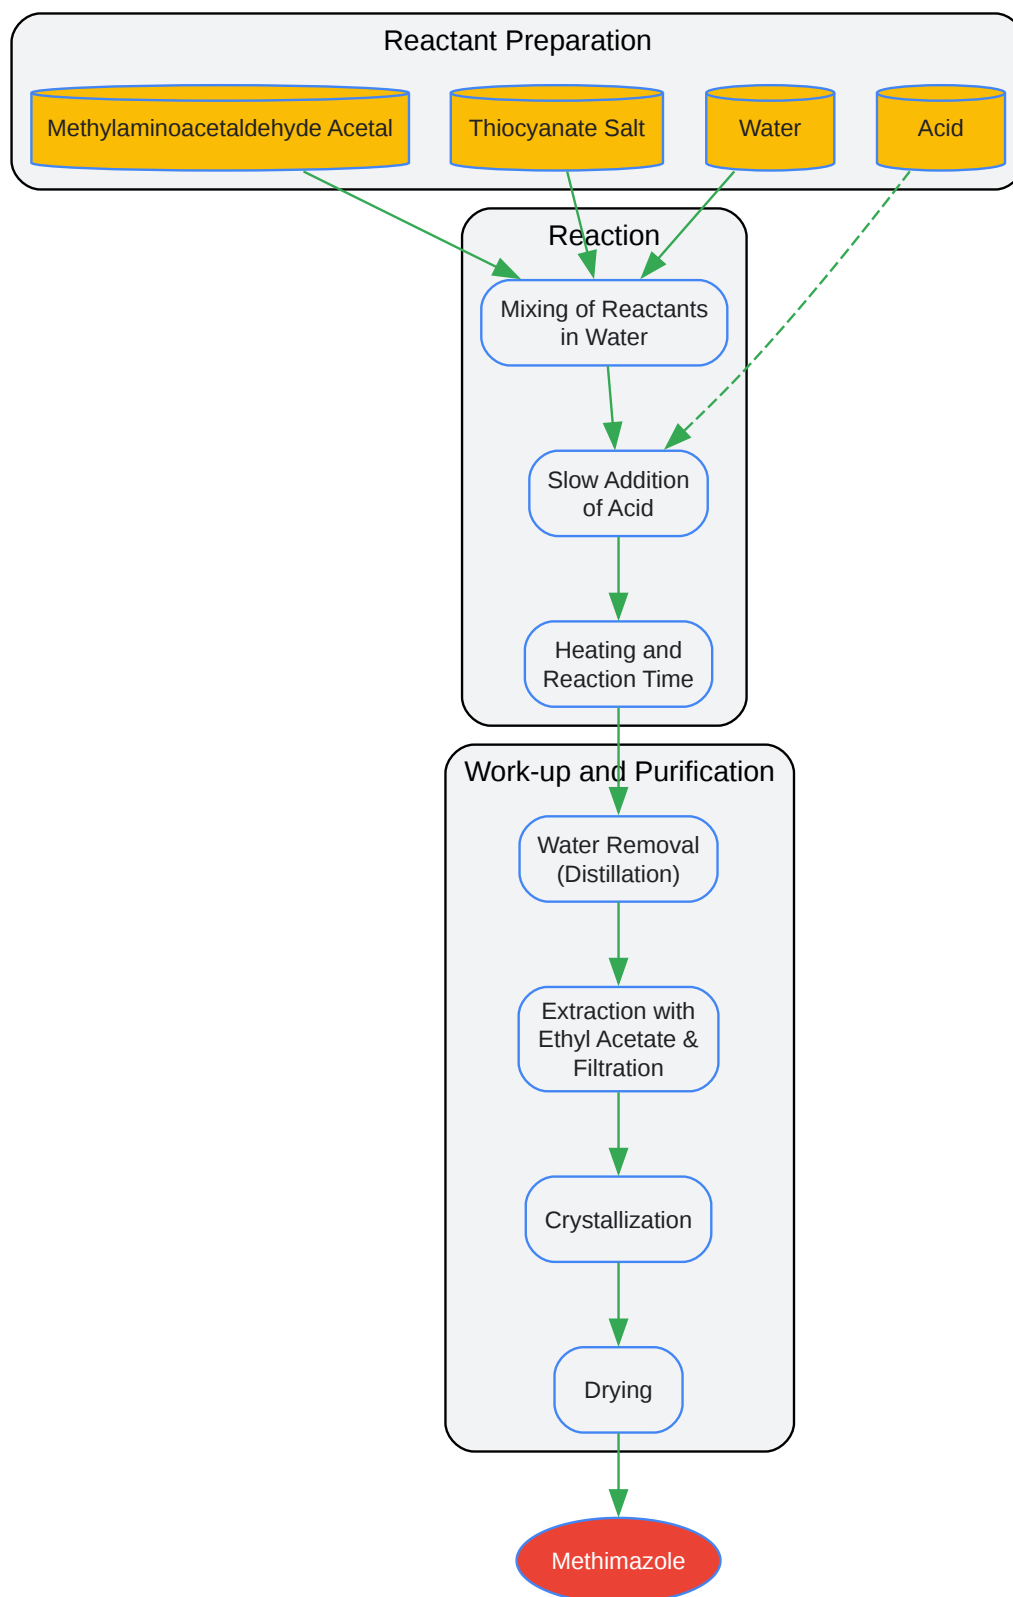 Reactant Preparation
Methylaminoacetaldehyde Acetal
Thiocyanate Salt
Water
Acid
Reaction
Mixing of Reactants
in Water
Slow Addition
of Acid
Heating and
Reaction Time
Work-up and Purification
Water Removal
(Distillation)
Extraction with
Ethyl Acetate &
Filtration
Crystallization
Drying
Methimazole